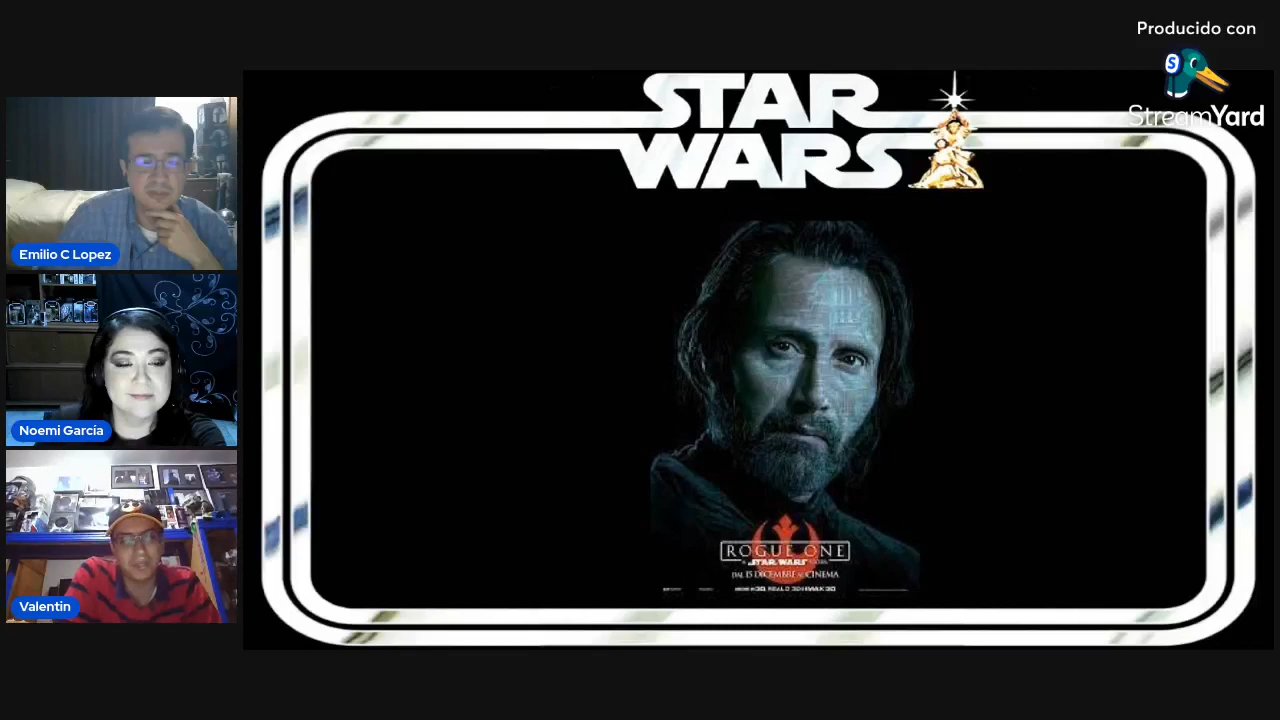 Producido con
S
StreamYard
STAR
WARS
Emilio C Lopez
Noemi García
Valentin
ROGUE ONE
STAR WARS
DAL 15 DICEMBRE AL CINEMA